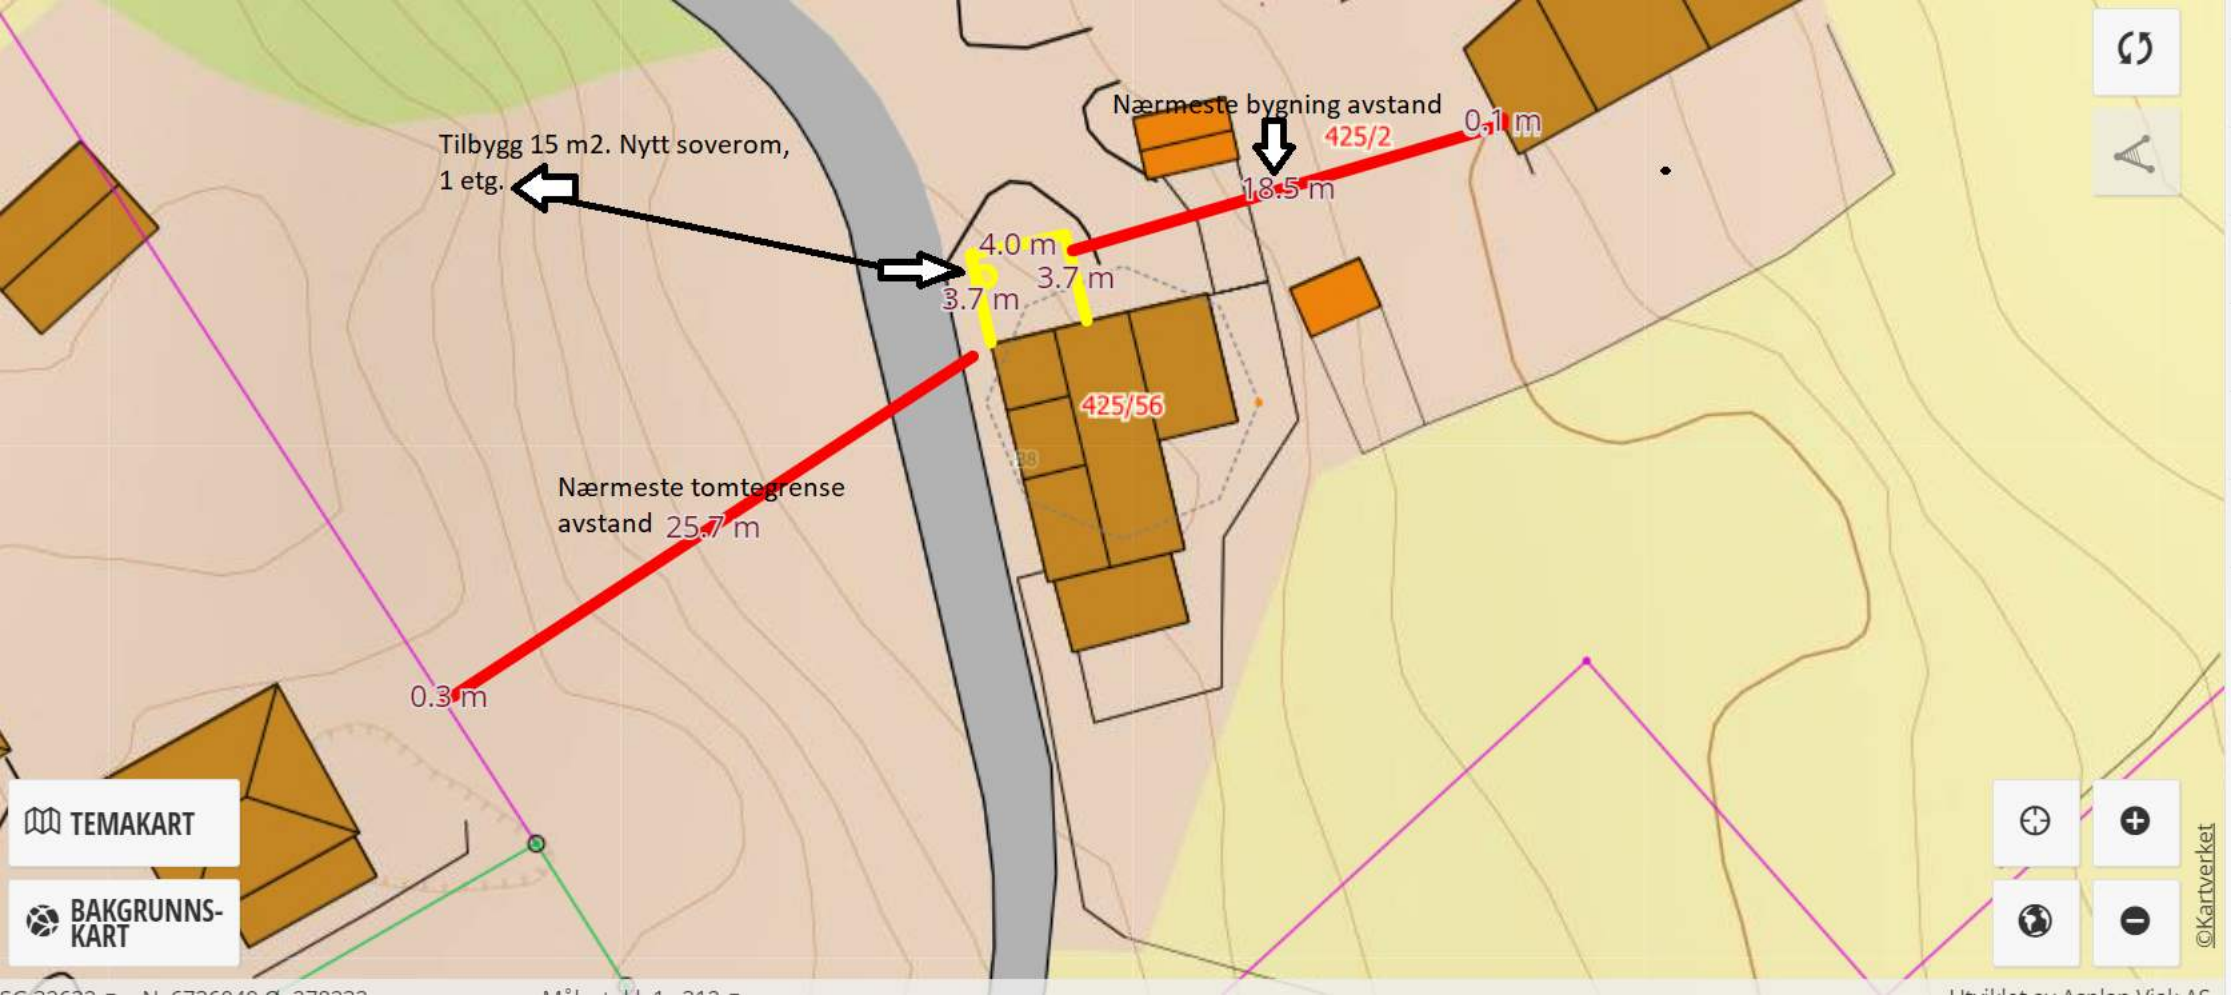 Nærmeste bygning avstand
0.1 m
425/2
Tilbygg 15 m2. Nytt soverom,
1 etg.
18.5 m
4.0 m
3.7 m
3.7 m
425/56
38
Nærmeste tomtegrense
avstand 25.7 m
0.3 m
TEMAKART
BAKGRUNNS-
KART
©Kartverket